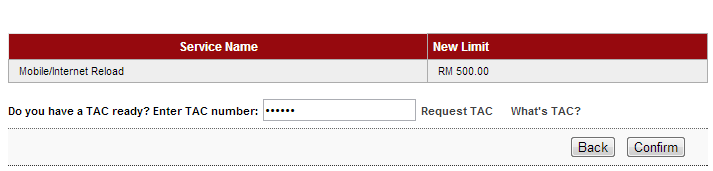 Service Name New Limit
Mobile/Internet Reload RM 500.00
Do you have a TAC ready? Enter TAC number: •••••• Request TAC What's TAC?
Back Confirm